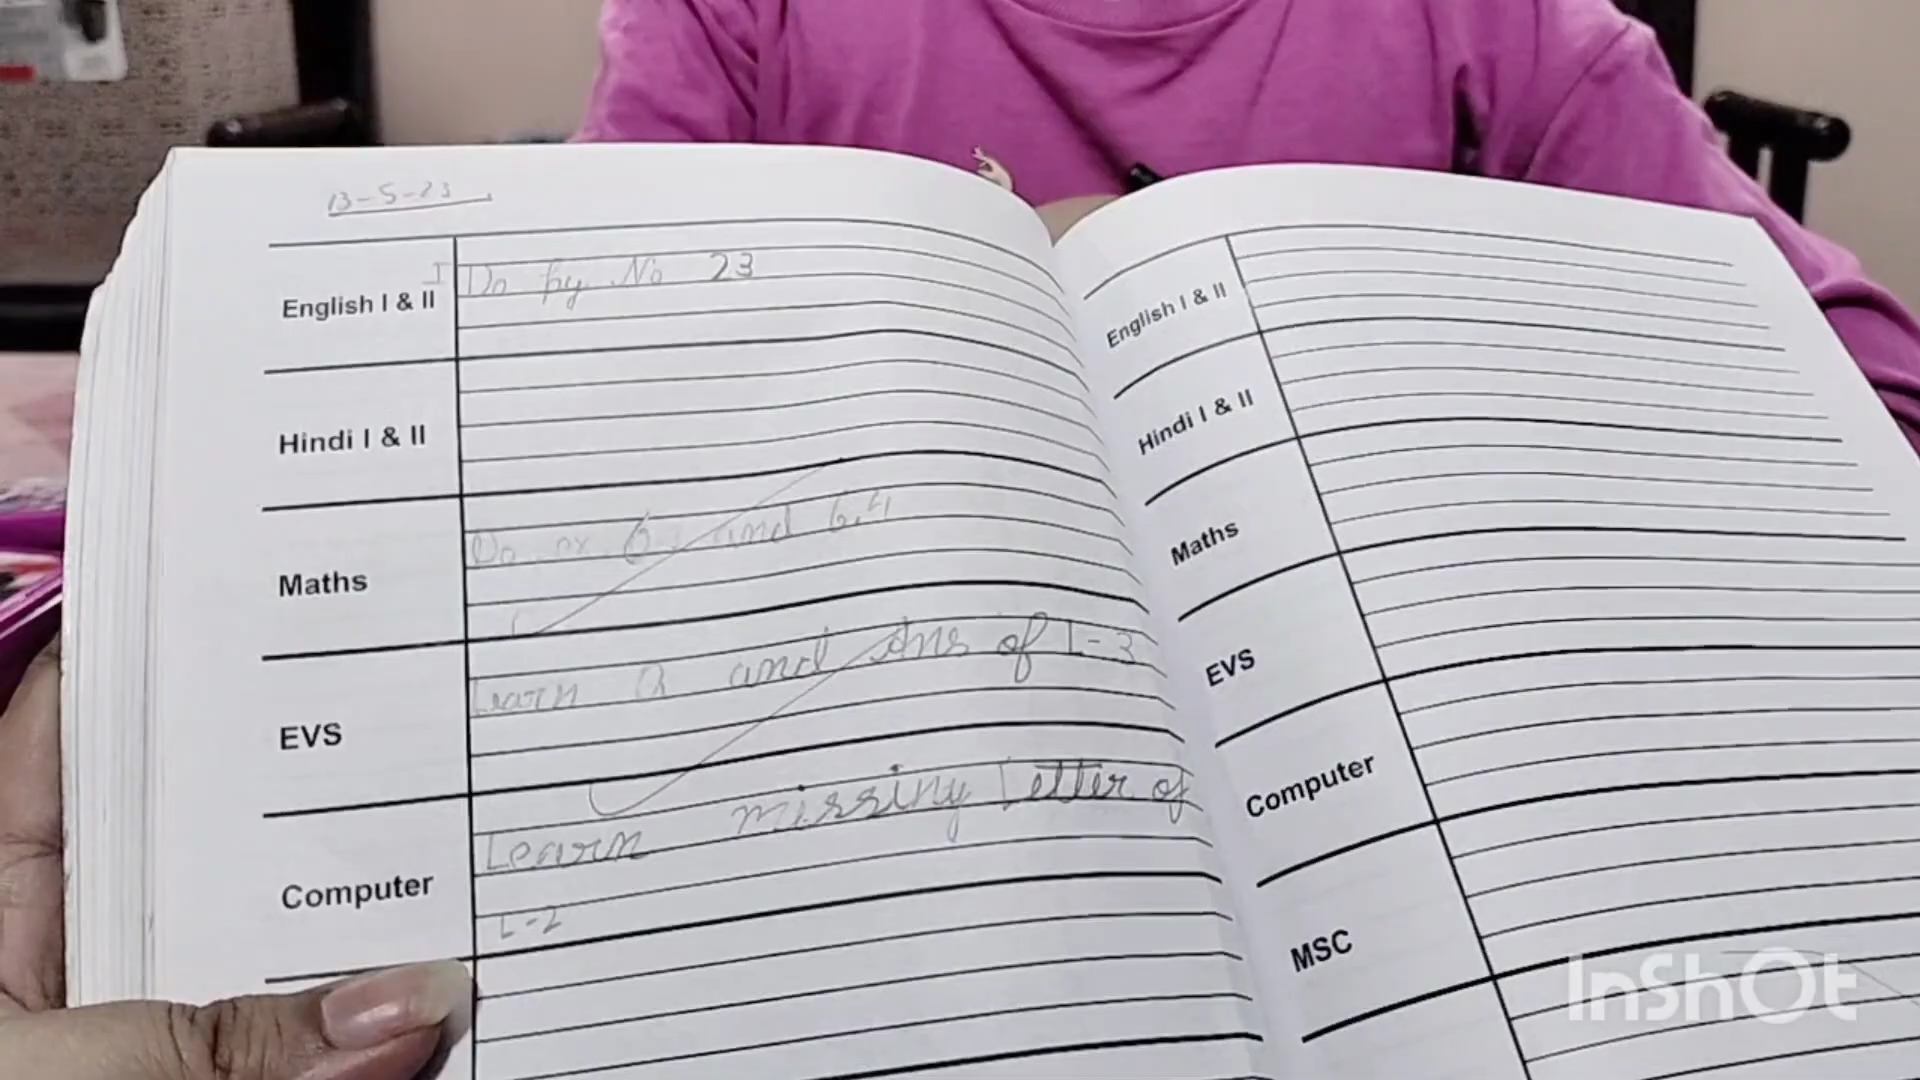 13-5-23
English I & II
I Do pg. No 23
Hindi I & II
Maths
Do ex. and 6.4
EVS
Learn Q and Ans of L-3
Computer
Learn missing Letter of
L-2
English I & II
Hindi I & II
Maths
EVS
Computer
MSC
InShOt